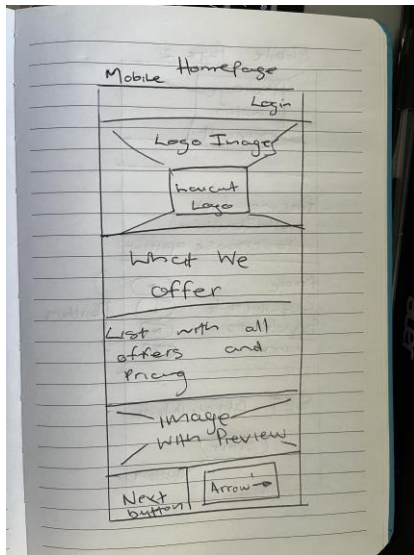 Mobile Homepage
Login
Logo Image
Logo
What We
offer
List with all
offers and
Pricing
Image
with Preview
Next
button
Arrow